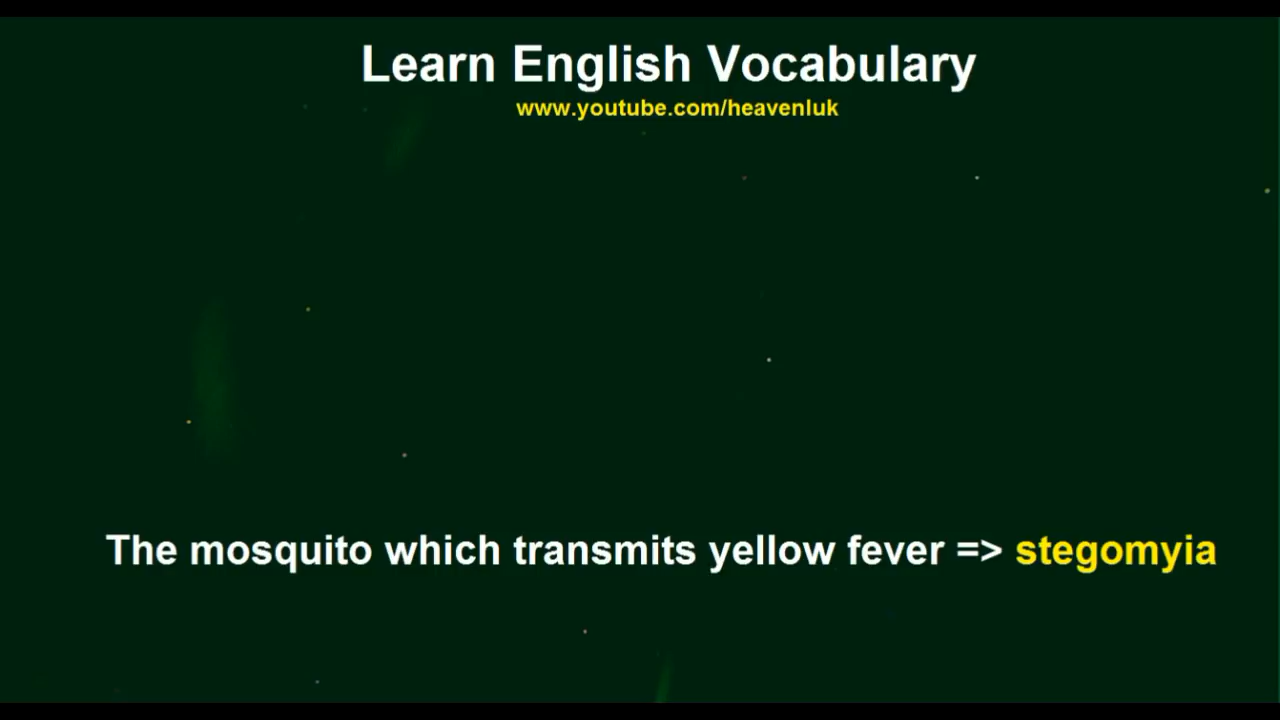 Learn English Vocabulary
www.youtube.com/heavenluk
The mosquito which transmits yellow fever => stegomyia